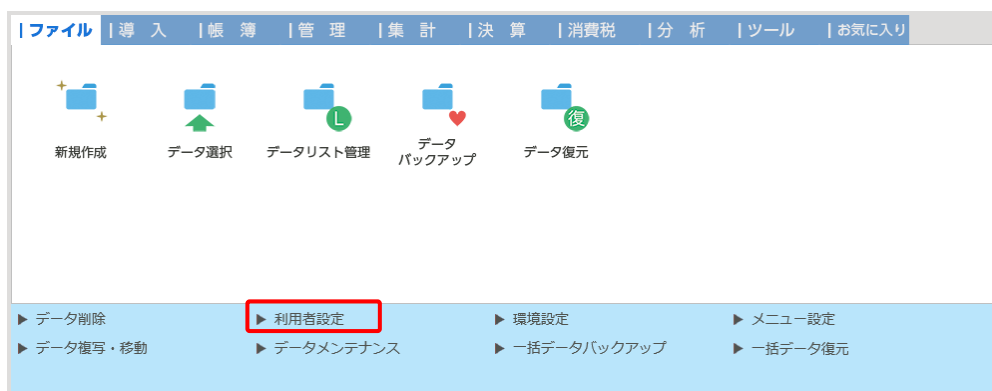 |ファイル |導 入 |帳 簿 |管 理 |集 計 |決 算 |消費税 |分 析 |ツール |お気に入り
L 復
新規作成 データ選択 データリスト管理 データ バックアップ データ復元
▶ データ削除 ▶ 利用者設定 ▶ 環境設定 ▶ メニュー設定
▶ データ複写・移動 ▶ データメンテナンス ▶ 一括データバックアップ ▶ 一括データ復元